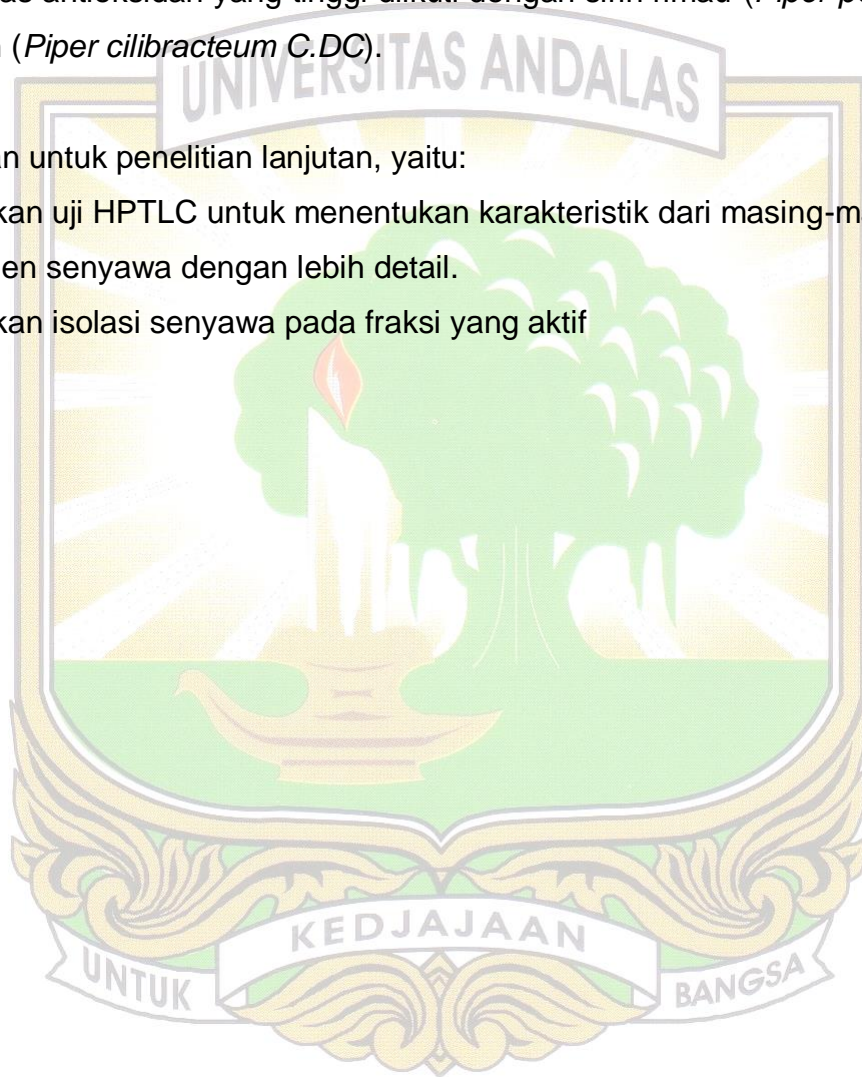 as antioksidan yang tinggi diikuti dengan sirih rimau (Piper p
(Piper cilibracteum C.DC).
UNIVERSITAS ANDALAS
an untuk penelitian lanjutan, yaitu:
kan uji HPTLC untuk menentukan karakteristik dari masing-m
en senyawa dengan lebih detail.
kan isolasi senyawa pada fraksi yang aktif
UNTUK KEDJAJAAN BANGSA